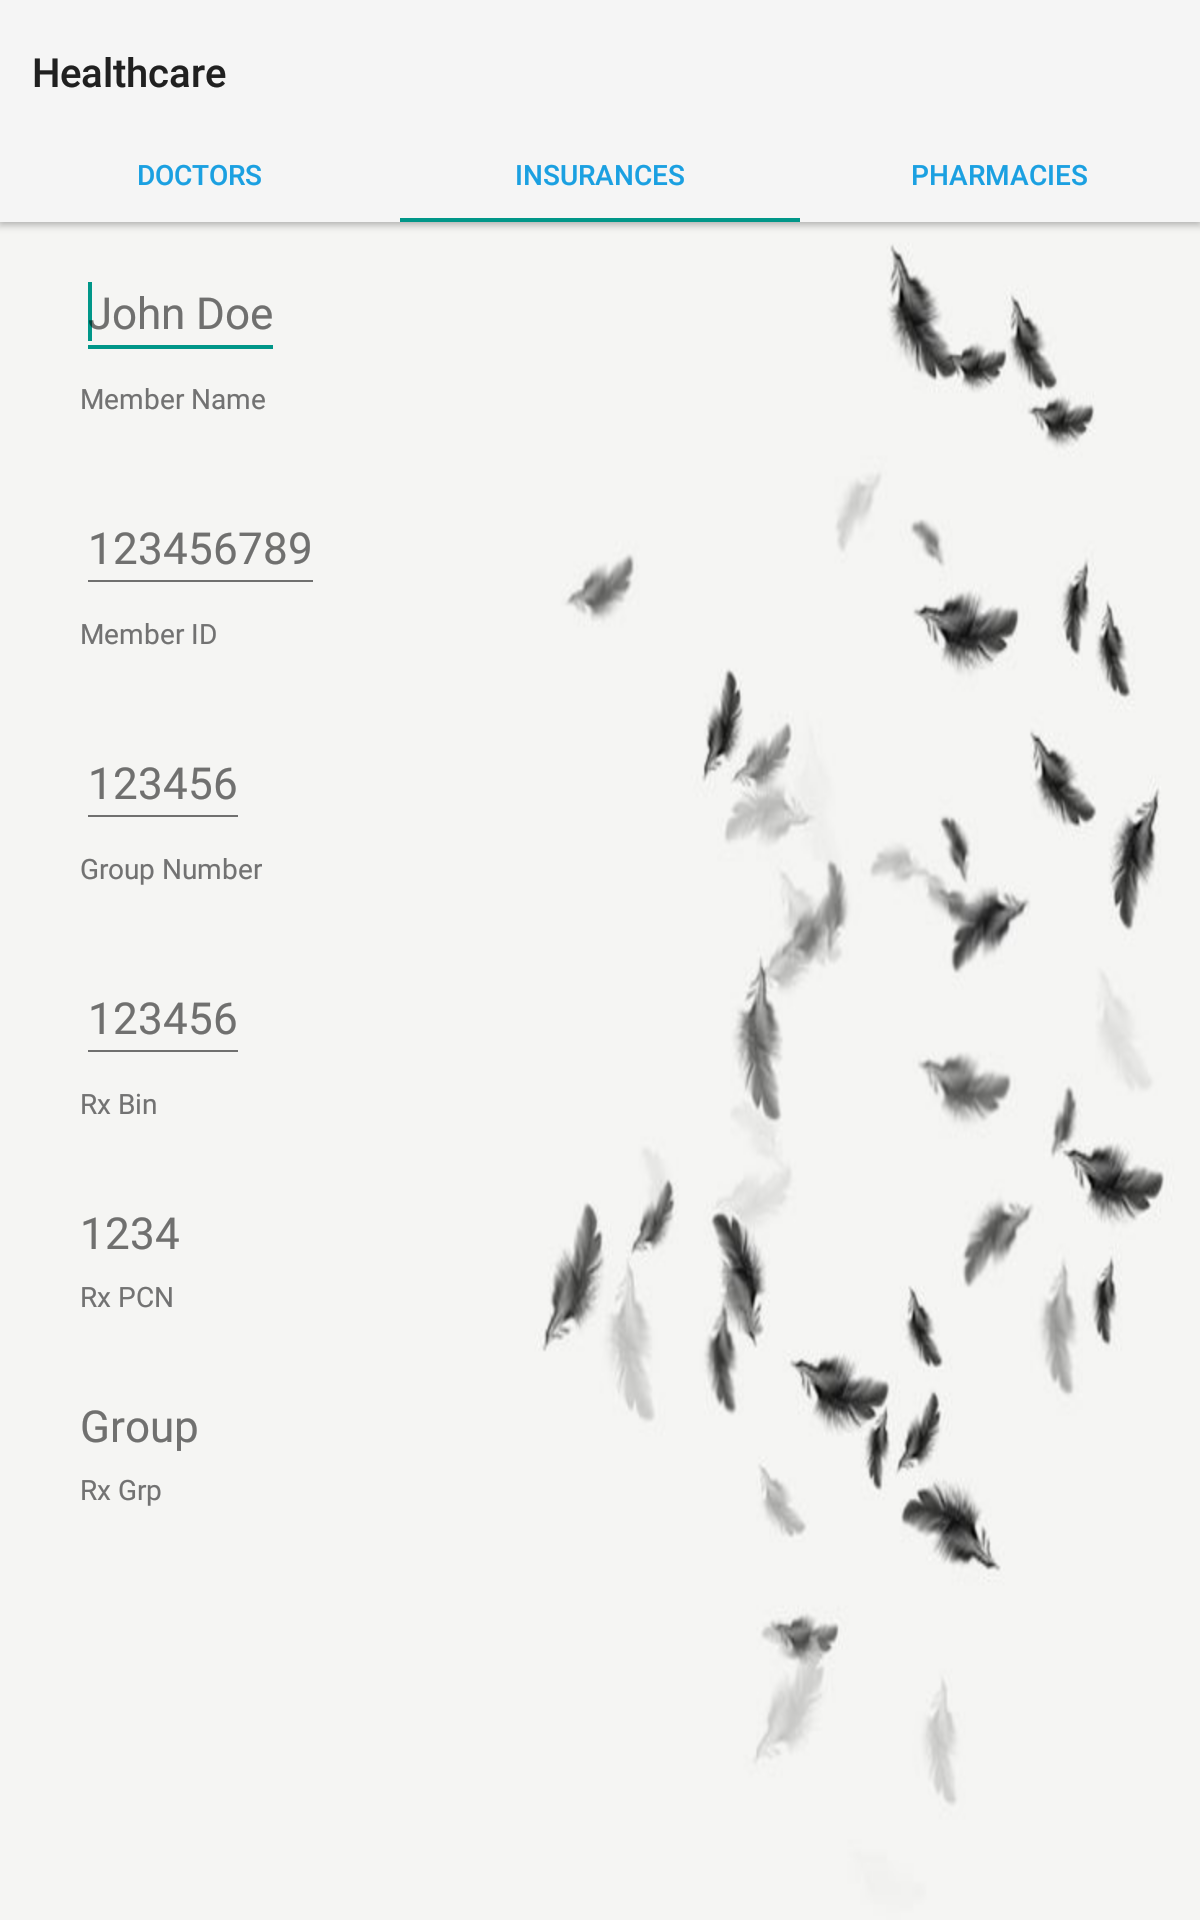 Healthcare
DOCTORS INSURANCES PHARMACIES
John Doe
Member Name
123456789
Member ID
123456
Group Number
123456
Rx Bin
1234
Rx PCN
Group
Rx Grp